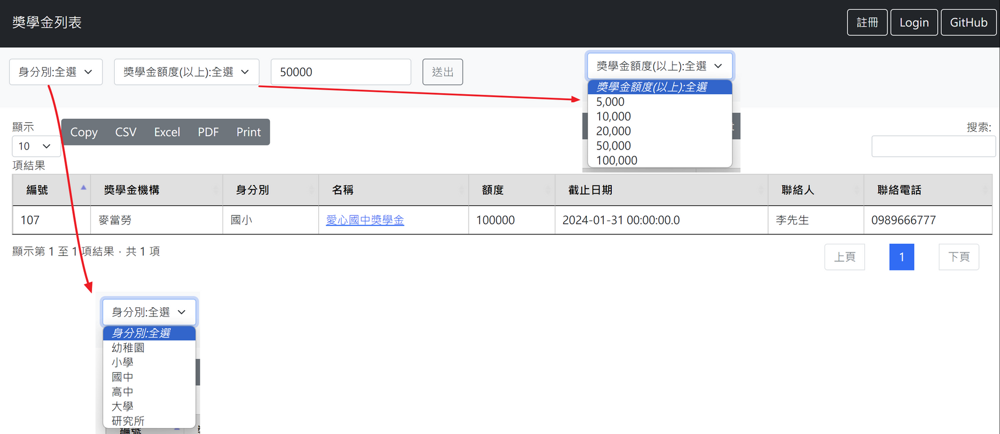 獎學金列表
註冊 Login GitHub
身分別:全選 獎學金額度(以上):全選 50000 送出
獎學金額度(以上):全選
獎學金額度(以上):全選
5,000
10,000
20,000
50,000
100,000
顯示
10
項結果
Copy CSV Excel PDF Print
搜索:
編號 獎學金機構 身分別 名稱 額度 截止日期 聯絡人 聯絡電話
107 麥當勞 國小 愛心國中獎學金 100000 2024-01-31 00:00:00.0 李先生 0989666777
顯示第 1 至 1 項結果，共 1 項
上頁 1 下頁
身分別:全選
身分別:全選
幼稚園
小學
國中
高中
大學
研究所
編號